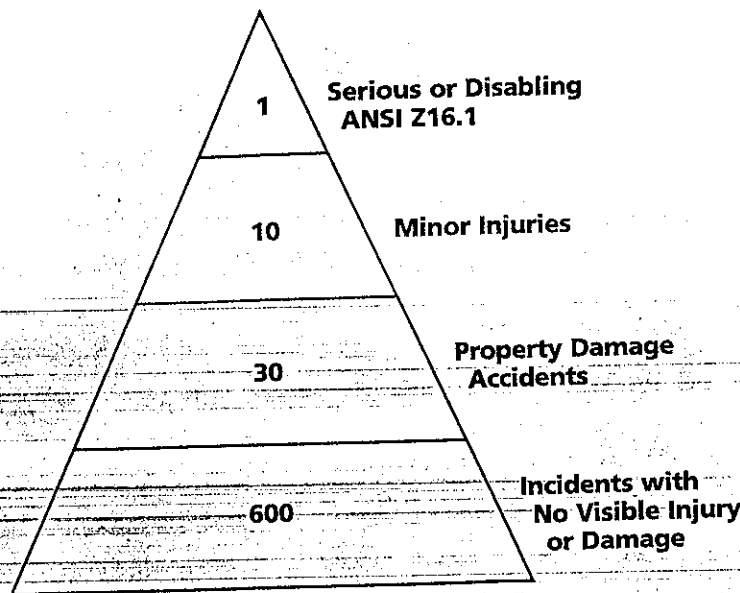 1
Serious or Disabling
ANSI Z16.1
10
Minor Injuries
30
Property Damage
Accidents
600
Incidents with
No Visible Injury
or Damage